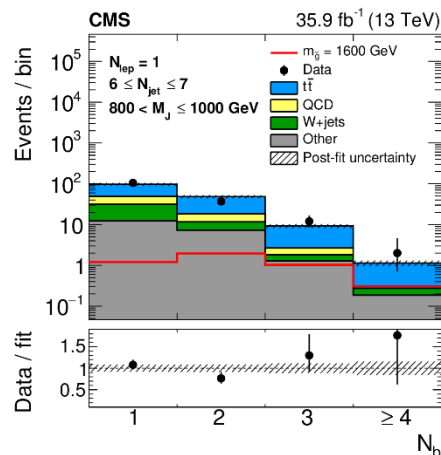 CMS 35.9 fb⁻¹ (13 TeV)
Events / bin
10⁵
10⁴
10³
10²
10
1
10⁻¹
N_lep = 1
6 ≤ N_jet ≤ 7
800 < M_J ≤ 1000 GeV
m_g̃ = 1600 GeV
Data
tt̄
QCD
W+jets
Other
Post-fit uncertainty
Data / fit
1.5
1
0.5
1 2 3 ≥ 4
N_b